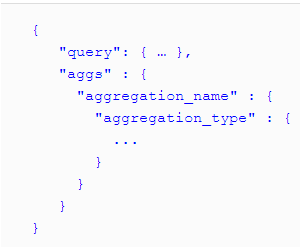 {
"query": { … },
"aggs" : {
"aggregation_name" : {
"aggregation_type" : {
...
}
}
}
}